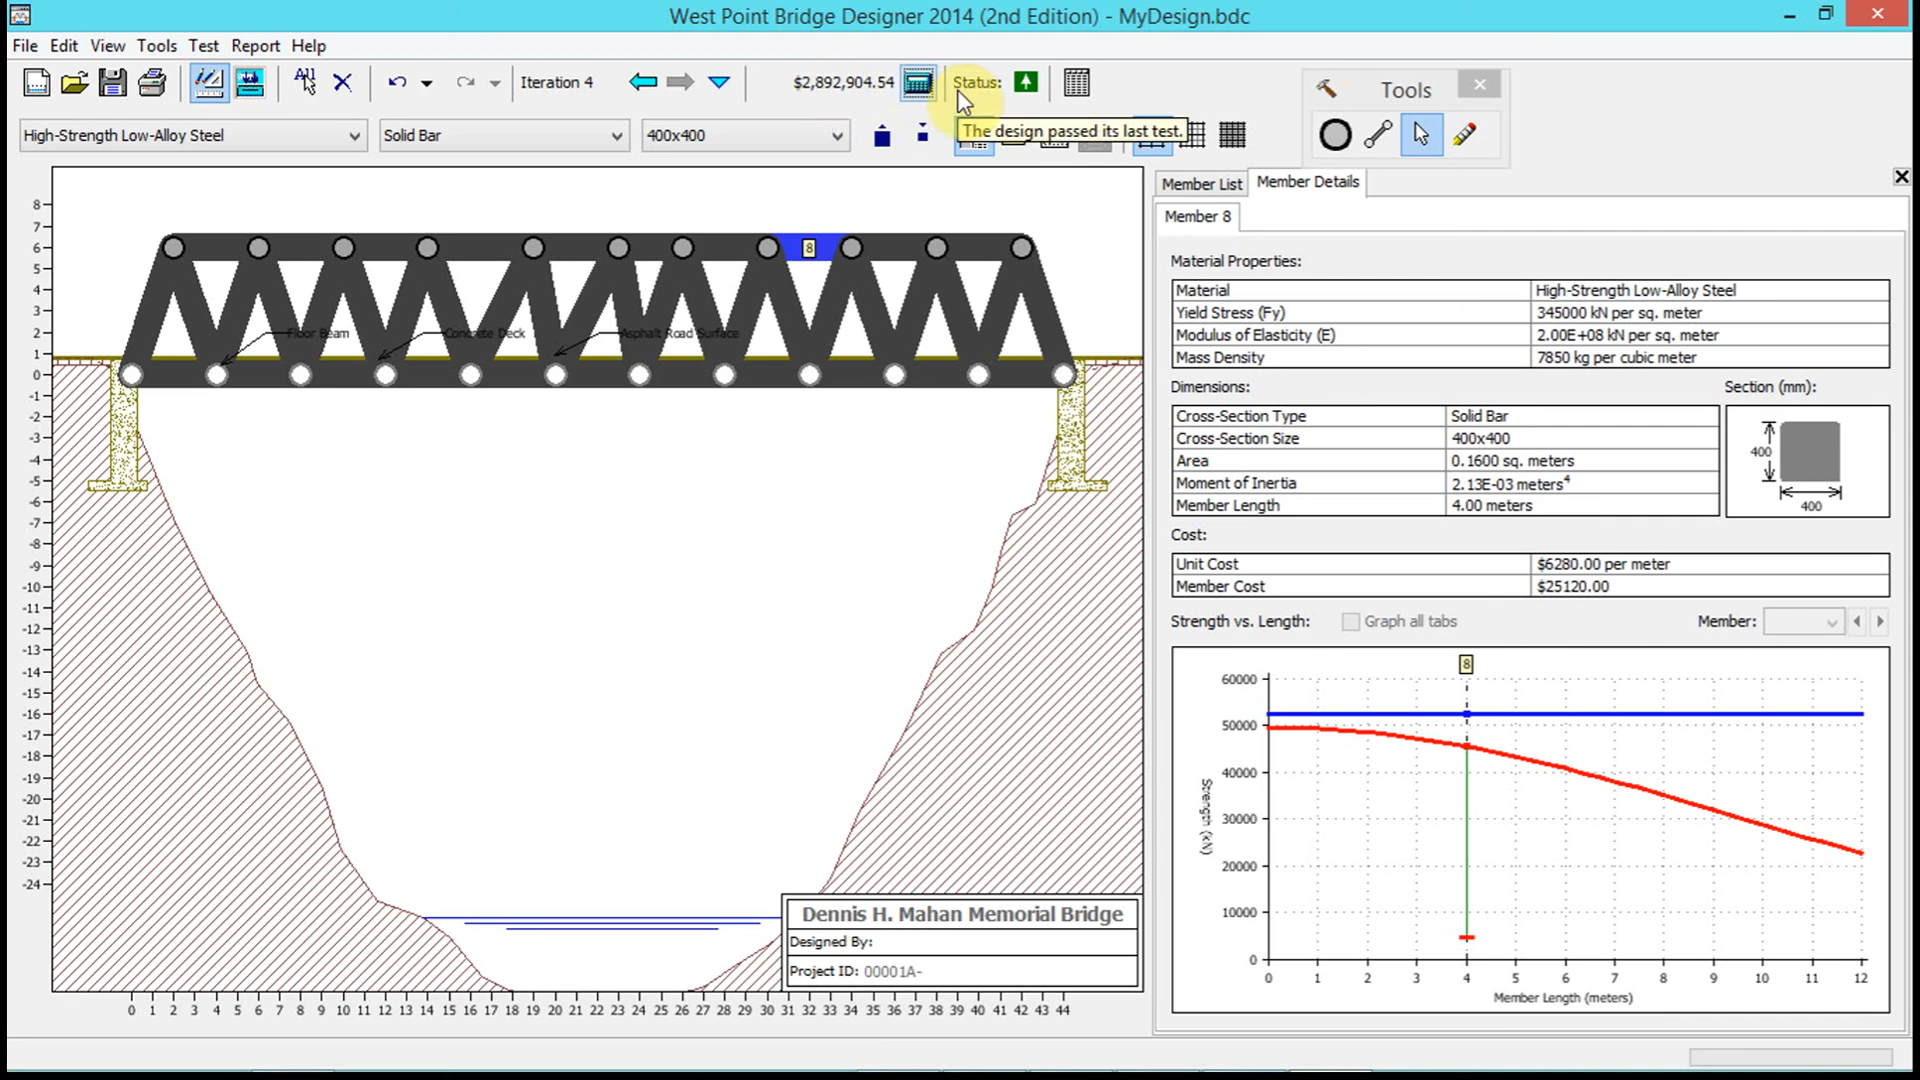 West Point Bridge Designer 2014 (2nd Edition) - MyDesign.bdc
File Edit View Tools Test Report Help
All
Iteration 4
$2,892,904.54
Status:
Tools
High-Strength Low-Alloy Steel
Solid Bar
400x400
The design passed its last test.
Member List
Member Details
Member 8
Material Properties:
Material High-Strength Low-Alloy Steel
Yield Stress (Fy) 345000 kN per sq. meter
Modulus of Elasticity (E) 2.00E+08 kN per sq. meter
Mass Density 7850 kg per cubic meter
Dimensions:
Section (mm):
Cross-Section Type Solid Bar
Cross-Section Size 400x400
Area 0.1600 sq. meters
Moment of Inertia 2.13E-03 meters⁴
Member Length 4.00 meters
400
400
Cost:
Unit Cost $6280.00 per meter
Member Cost $25120.00
Strength vs. Length:
Graph all tabs
Member:
8
60000
50000
40000
30000
20000
10000
0
Strength (kN)
0 1 2 3 4 5 6 7 8 9 10 11 12
Member Length (meters)
8
7
6
5
4
3
2
1
0
-1
-2
-3
-4
-5
-6
-7
-8
-9
-10
-11
-12
-13
-14
-15
-16
-17
-18
-19
-20
-21
-22
-23
-24
8
Floor Beam
Concrete Deck
Asphalt Road Surface
Dennis H. Mahan Memorial Bridge
Designed By:
Project ID: 00001A-
0 1 2 3 4 5 6 7 8 9 10 11 12 13 14 15 16 17 18 19 20 21 22 23 24 25 26 27 28 29 30 31 32 33 34 35 36 37 38 39 40 41 42 43 44